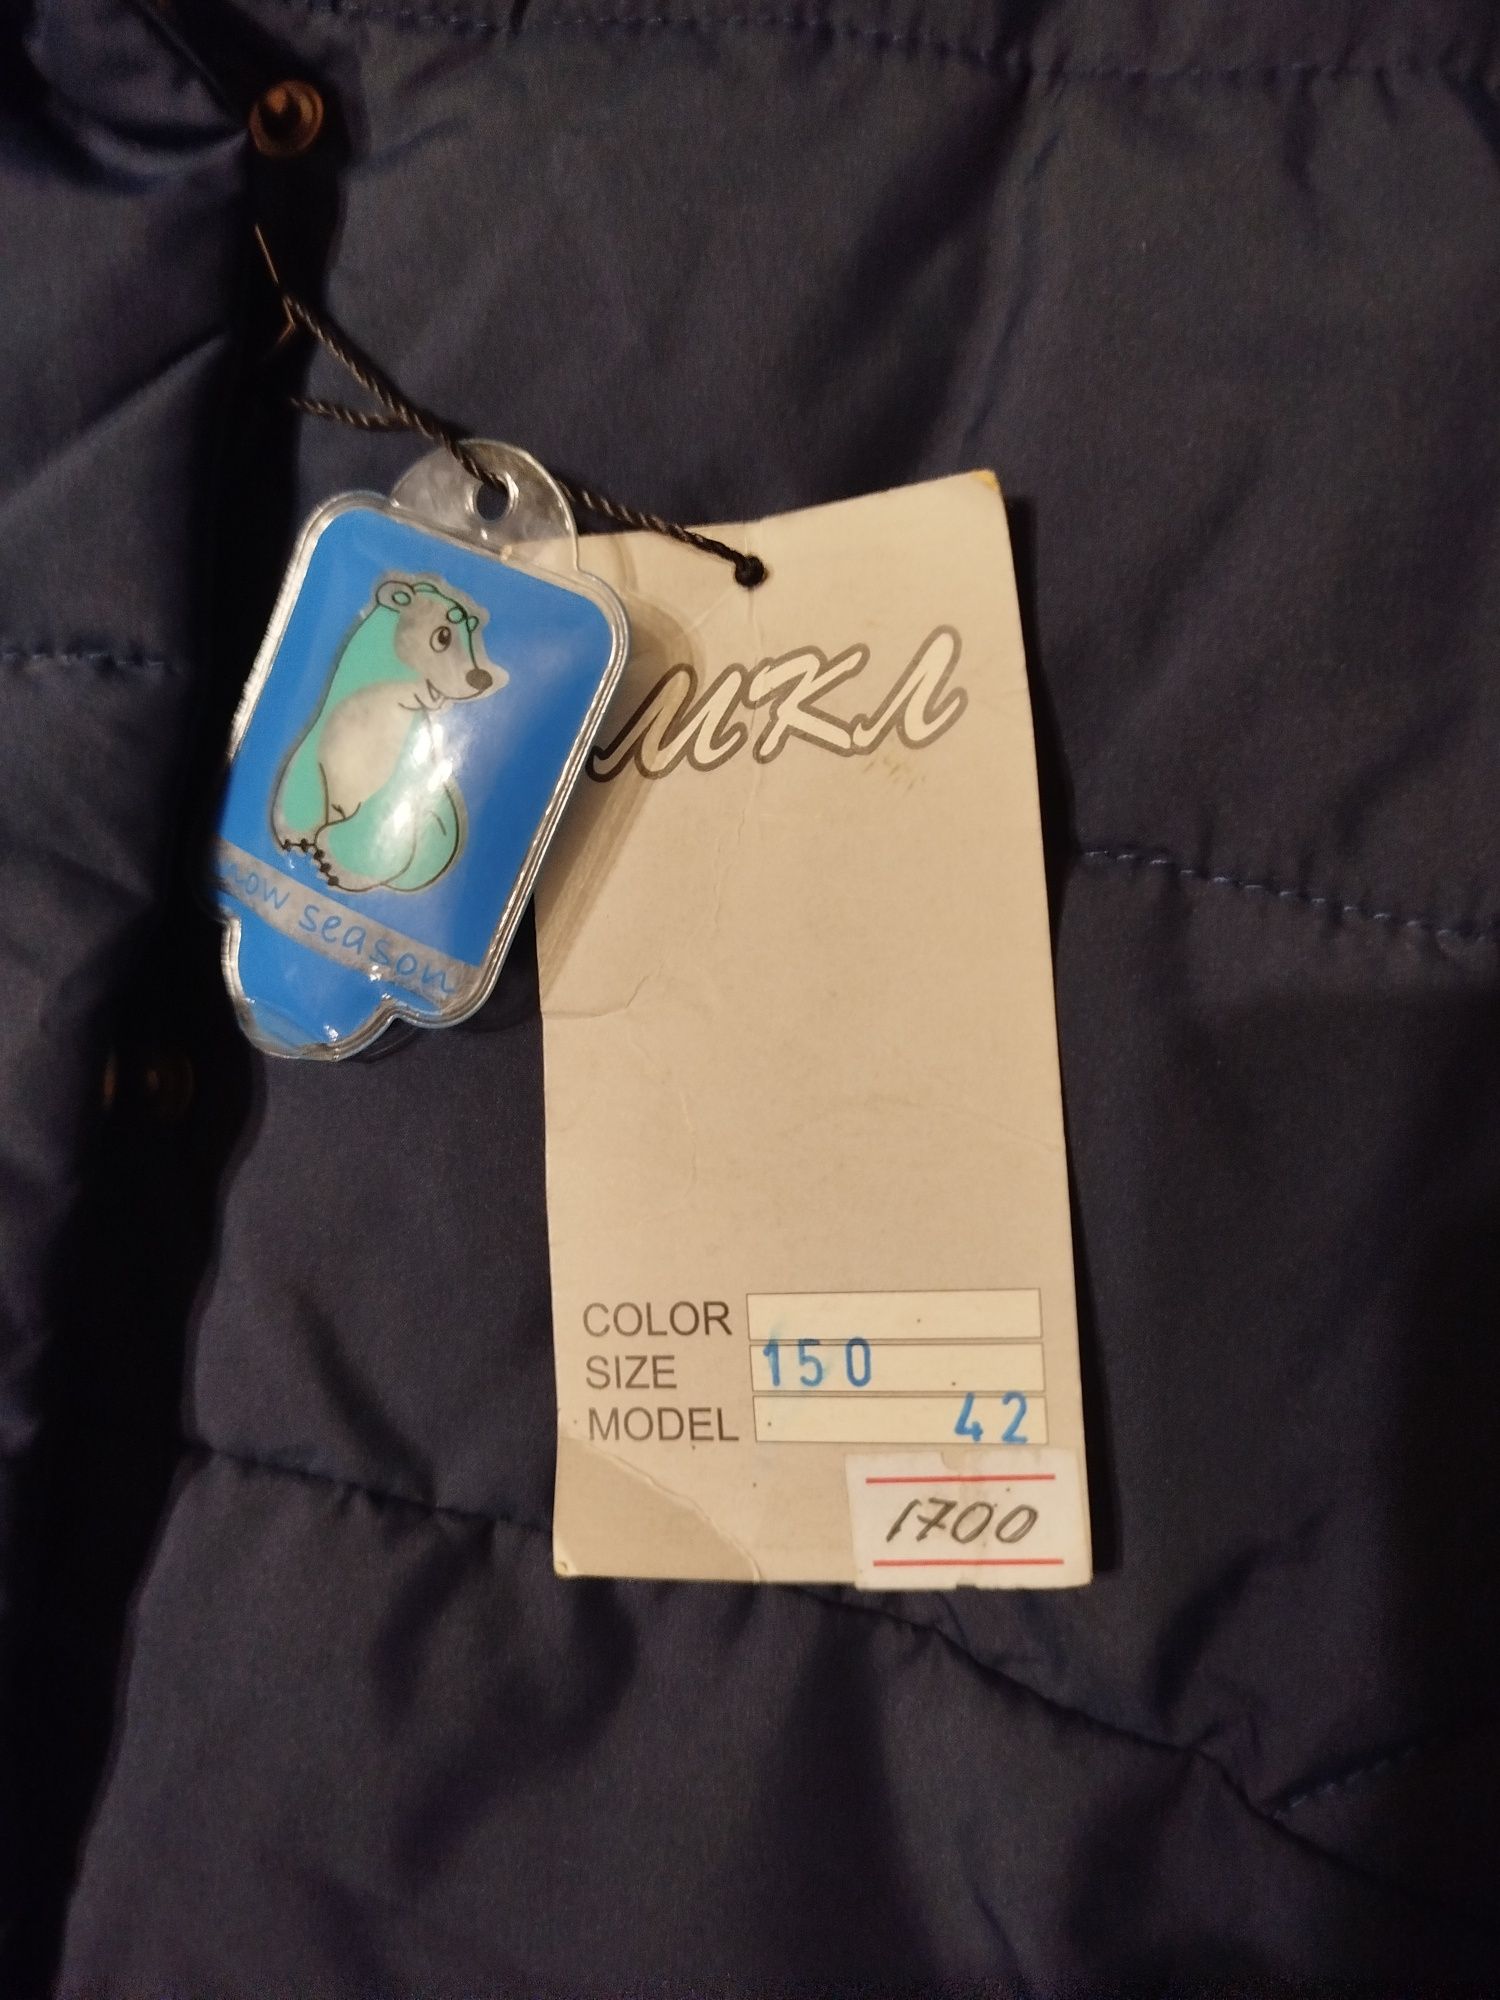 now season
МКЛ
COLOR
SIZE 150
MODEL 42
1700